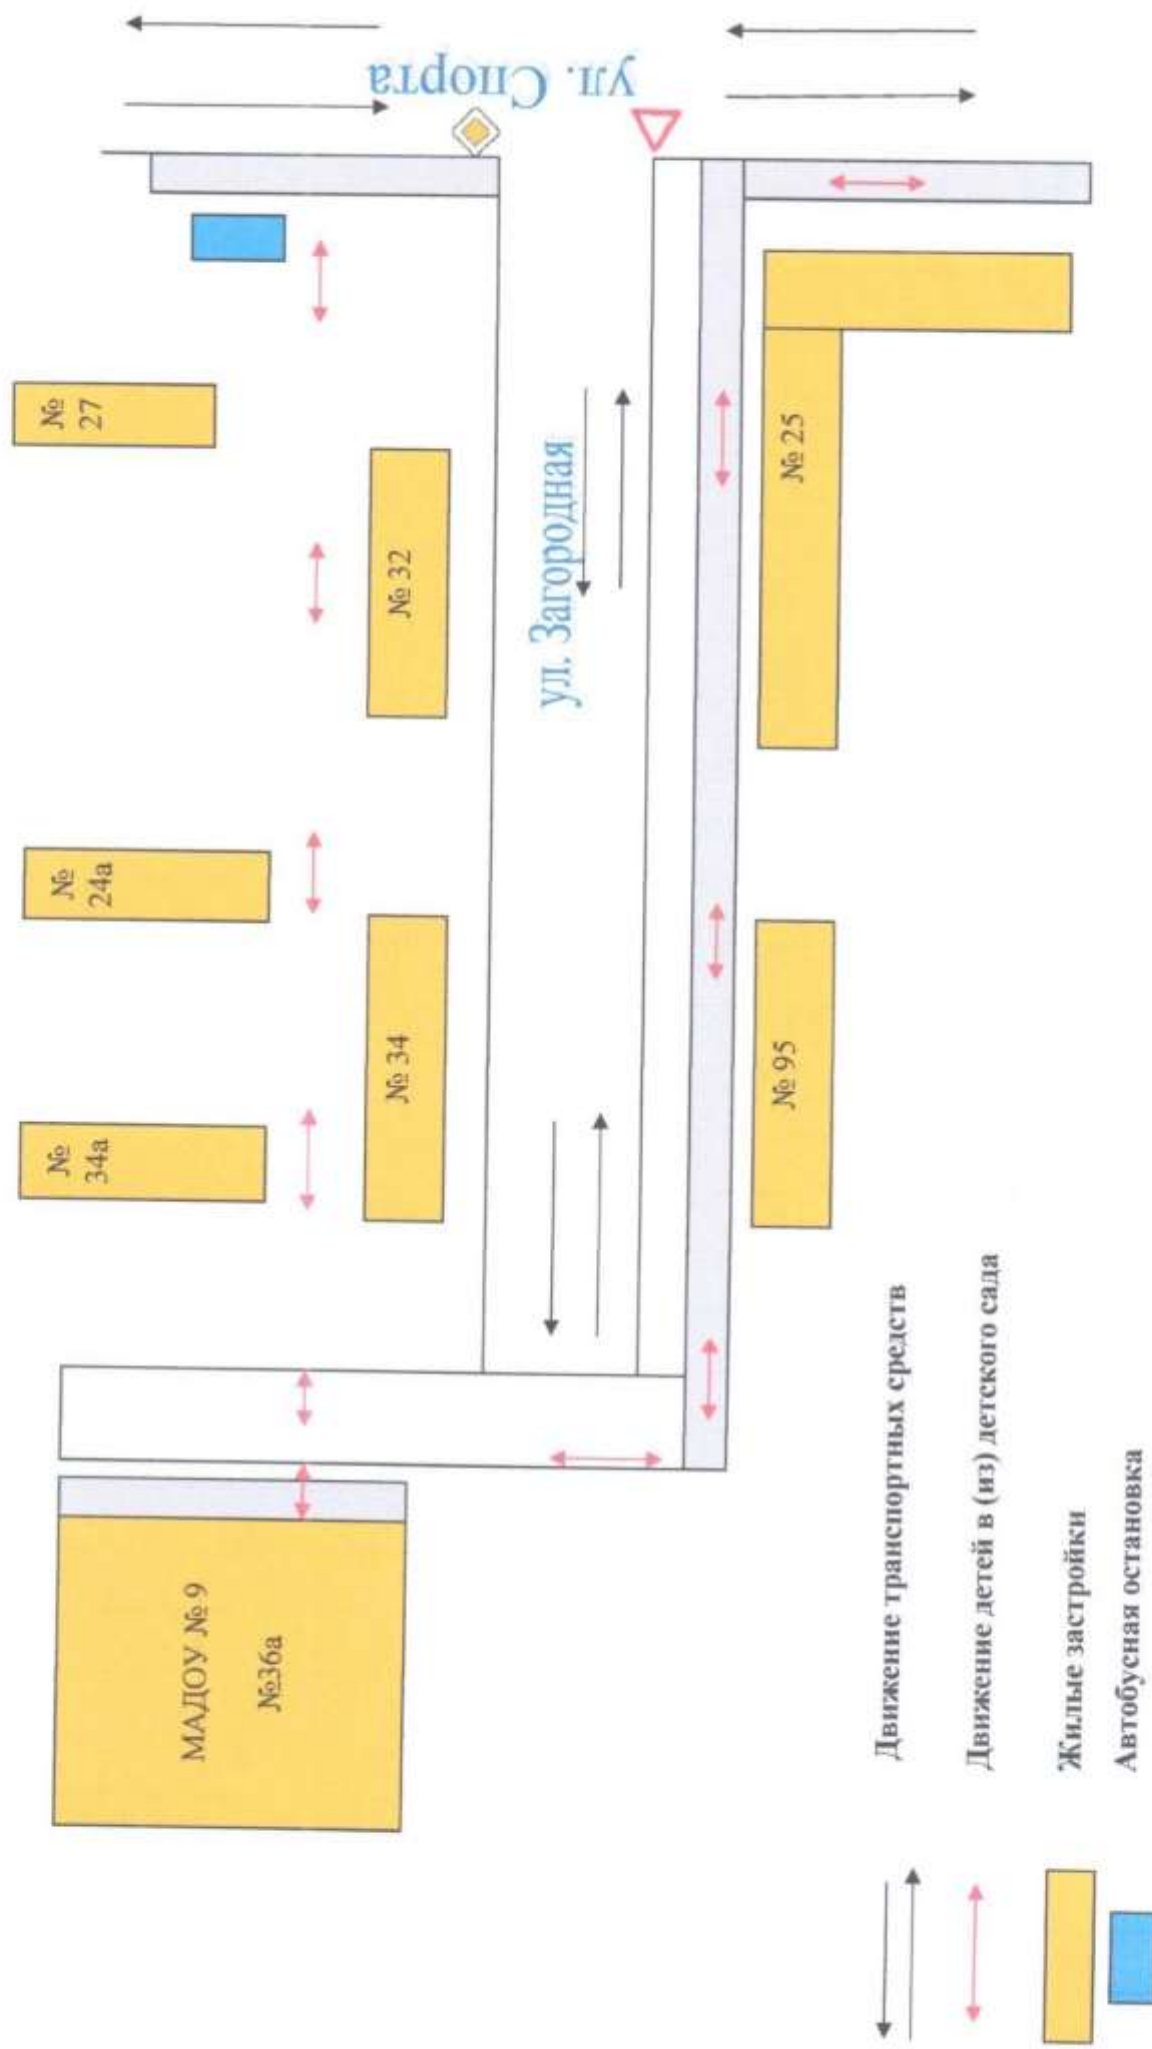 МАДОУ № 9
№36а
№
34а
№
24а
№
27
№ 34
№ 32
ул. Загородная
ул. Спорта
№ 95
№ 25
Движение транспортных средств
Движение детей в (из) детского сада
Жилые застройки
Автобусная остановка